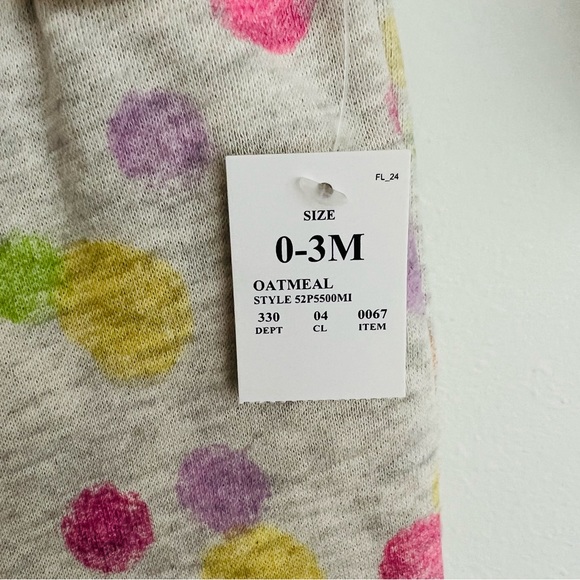 FL_24
SIZE
0-3M
OATMEAL
STYLE 52P5500MI
330 04 0067
DEPT CL ITEM